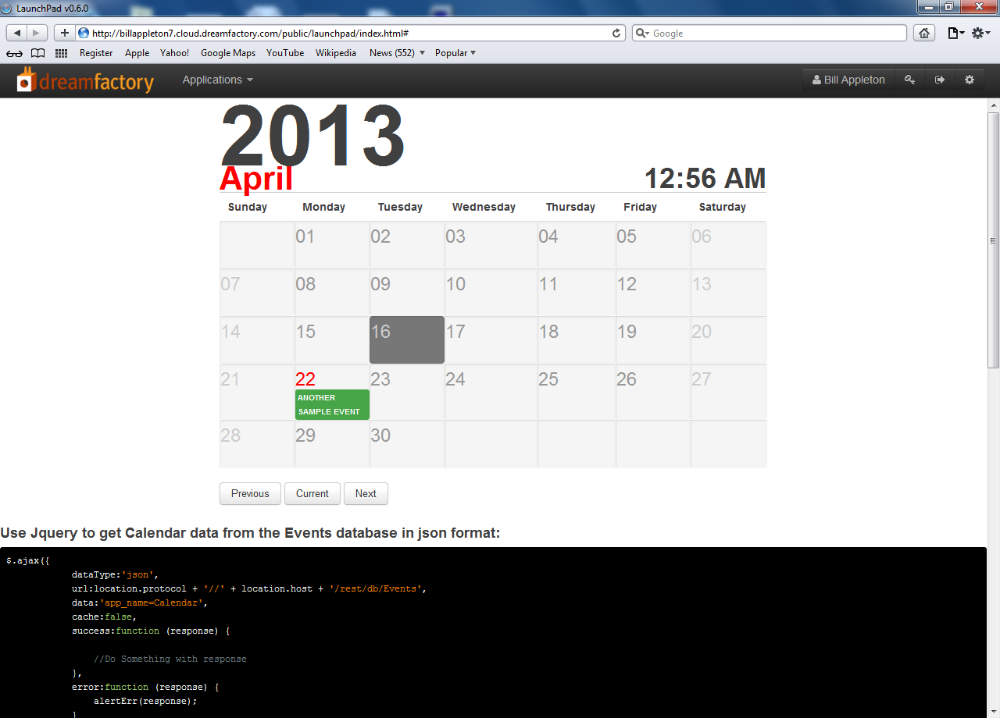 LaunchPad v0.6.0
http://billappleton7.cloud.dreamfactory.com/public/launchpad/index.html#
Google
Register Apple Yahoo! Google Maps YouTube Wikipedia News (552) Popular
dreamfactory Applications Bill Appleton
2013
April 12:56 AM
Sunday Monday Tuesday Wednesday Thursday Friday Saturday
01 02 03 04 05 06
07 08 09 10 11 12 13
14 15 16 17 18 19 20
21 22 23 24 25 26 27
ANOTHER
SAMPLE EVENT
28 29 30
Previous Current Next
Use Jquery to get Calendar data from the Events database in json format:
$.ajax({
dataType:'json',
url:location.protocol + '//' + location.host + '/rest/db/Events',
data:'app_name=Calendar',
cache:false,
success:function (response) {
//Do Something with response
},
error:function (response) {
alertErr(response);
}